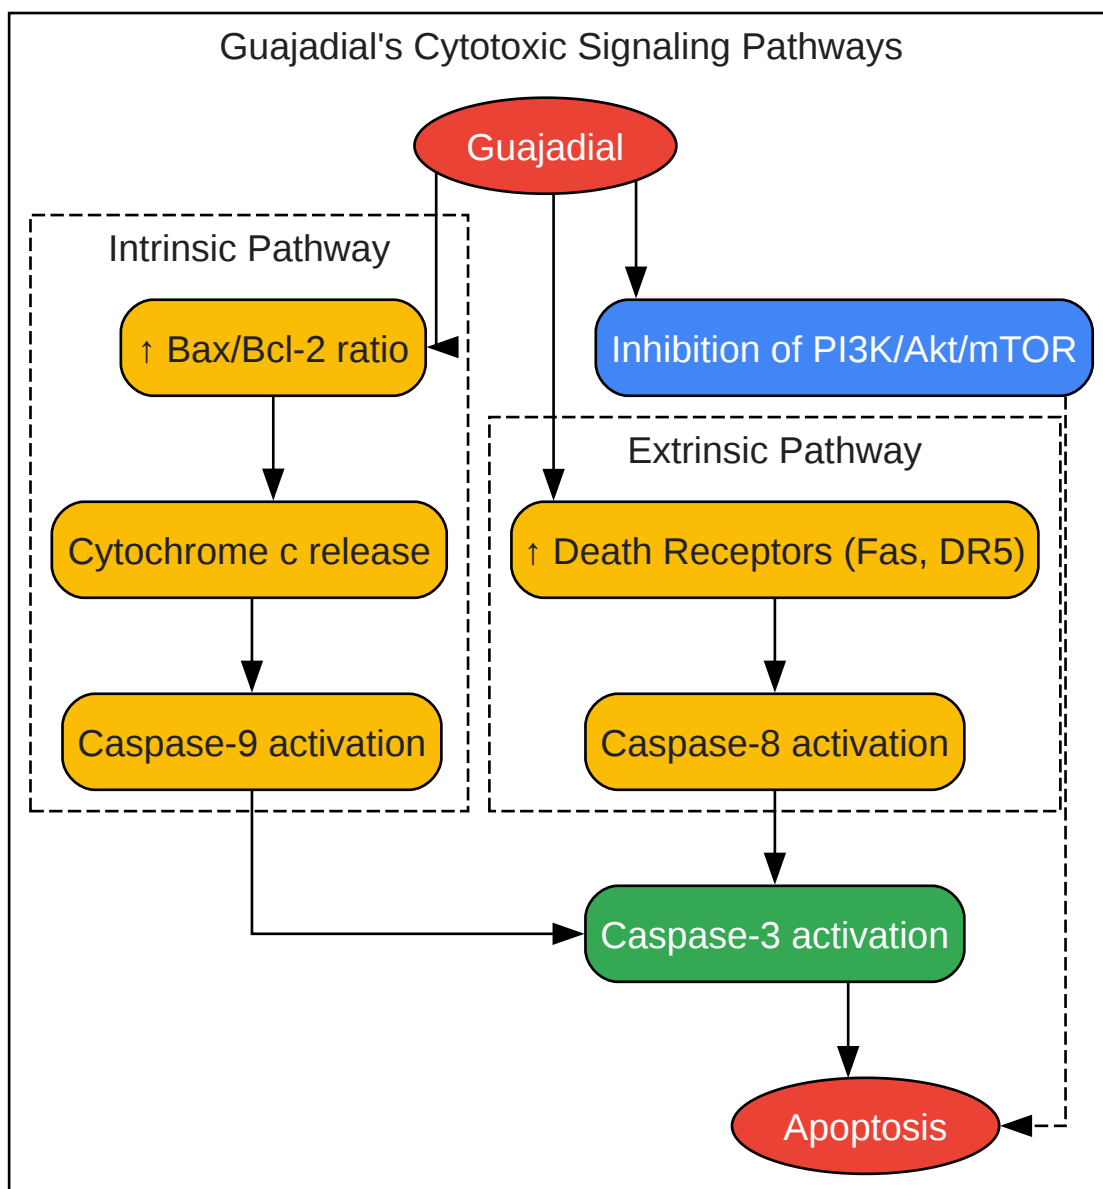 Guajadial's Cytotoxic Signaling Pathways
Guajadial
Intrinsic Pathway
↑ Bax/Bcl-2 ratio
Inhibition of PI3K/Akt/mTOR
Extrinsic Pathway
Cytochrome c release
↑ Death Receptors (Fas, DR5)
Caspase-9 activation
Caspase-8 activation
Caspase-3 activation
Apoptosis